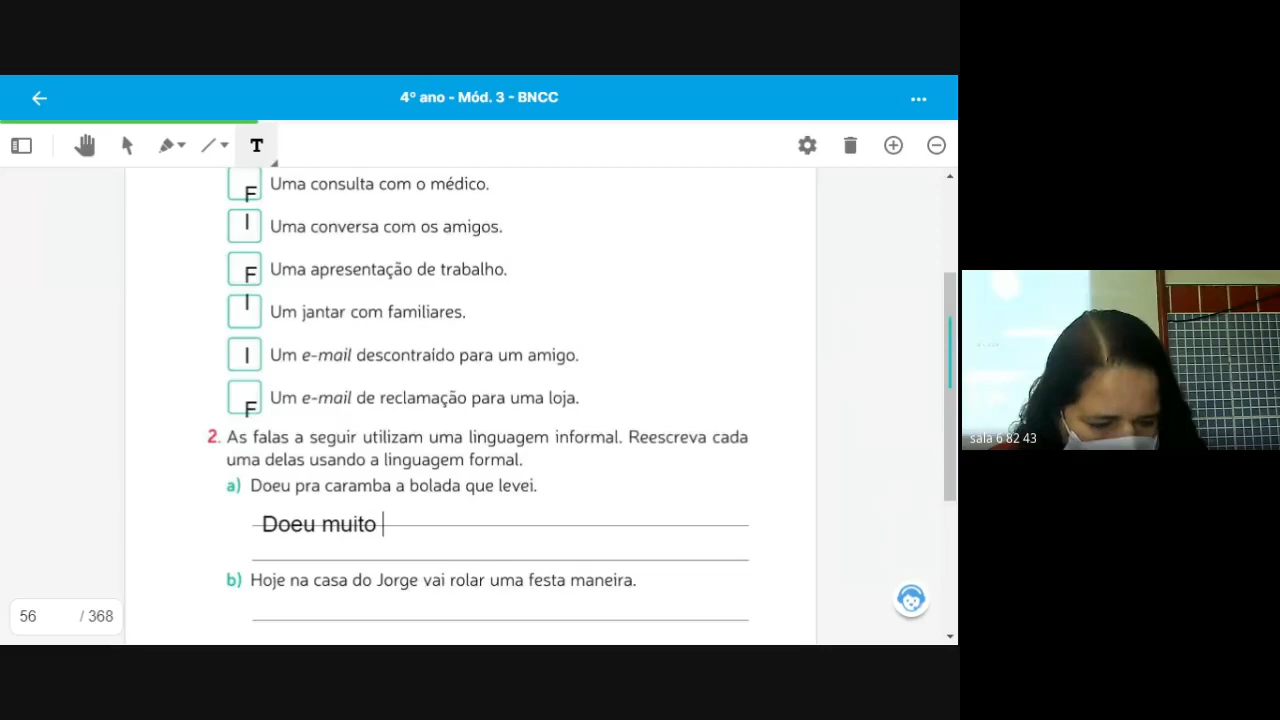 4º ano - Mód. 3 - BNCC
T
F Uma consulta com o médico.
I Uma conversa com os amigos.
F Uma apresentação de trabalho.
I Um jantar com familiares.
I Um e-mail descontraído para um amigo.
F Um e-mail de reclamação para uma loja.
2. As falas a seguir utilizam uma linguagem informal. Reescreva cada
uma delas usando a linguagem formal.
a) Doeu pra caramba a bolada que levei.
Doeu muito
b) Hoje na casa do Jorge vai rolar uma festa maneira.
56 / 368
sala 6 82 43